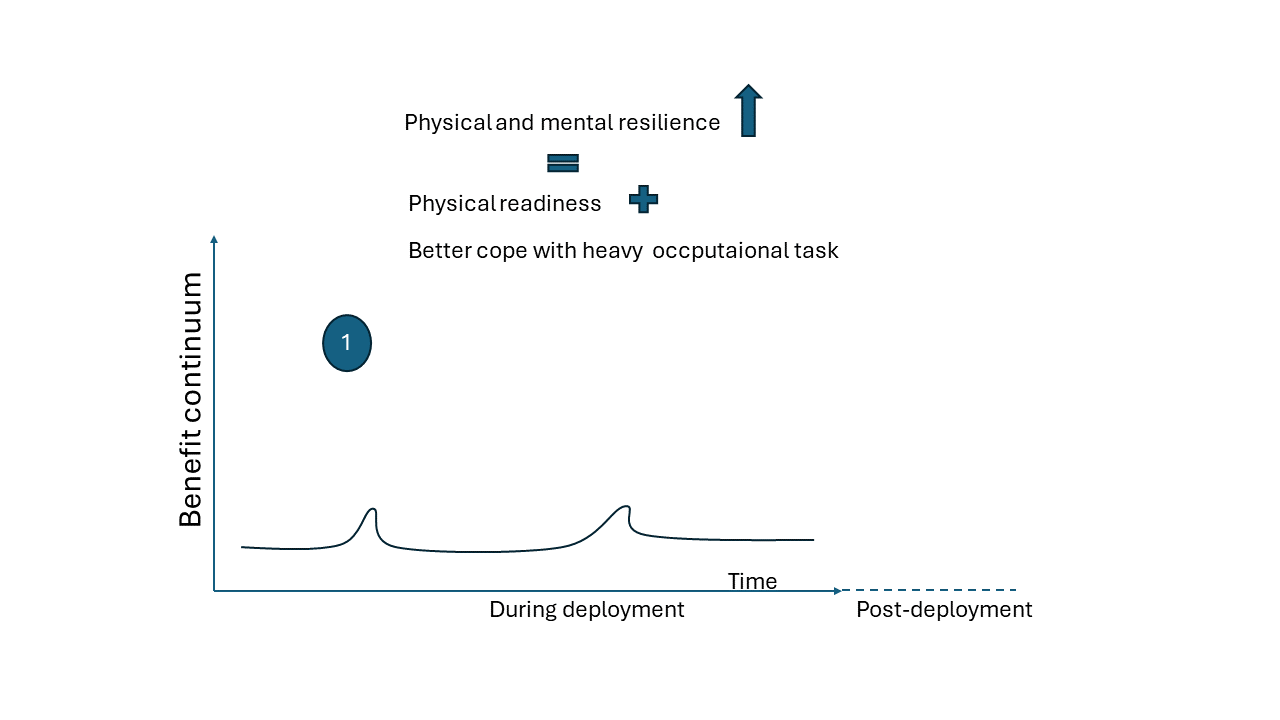 Physical and mental resilience
Physical readiness
Better cope with heavy occputaional task
Benefit continuum
1
Time
During deployment
Post-deployment